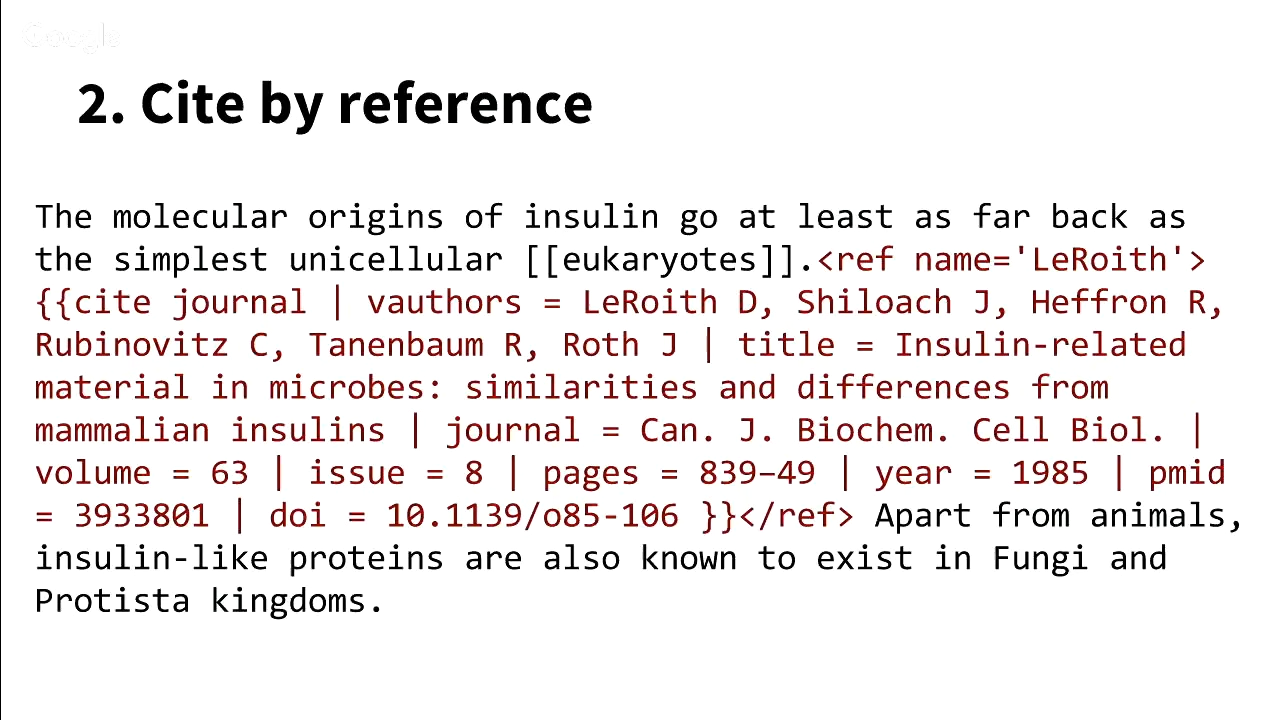 Google
2. Cite by reference
The molecular origins of insulin go at least as far back as
the simplest unicellular [[eukaryotes]].<ref name='LeRoith'>
{{cite journal | vauthors = LeRoith D, Shiloach J, Heffron R,
Rubinovitz C, Tanenbaum R, Roth J | title = Insulin-related
material in microbes: similarities and differences from
mammalian insulins | journal = Can. J. Biochem. Cell Biol. |
volume = 63 | issue = 8 | pages = 839–49 | year = 1985 | pmid
= 3933801 | doi = 10.1139/o85-106 }}</ref> Apart from animals,
insulin-like proteins are also known to exist in Fungi and
Protista kingdoms.